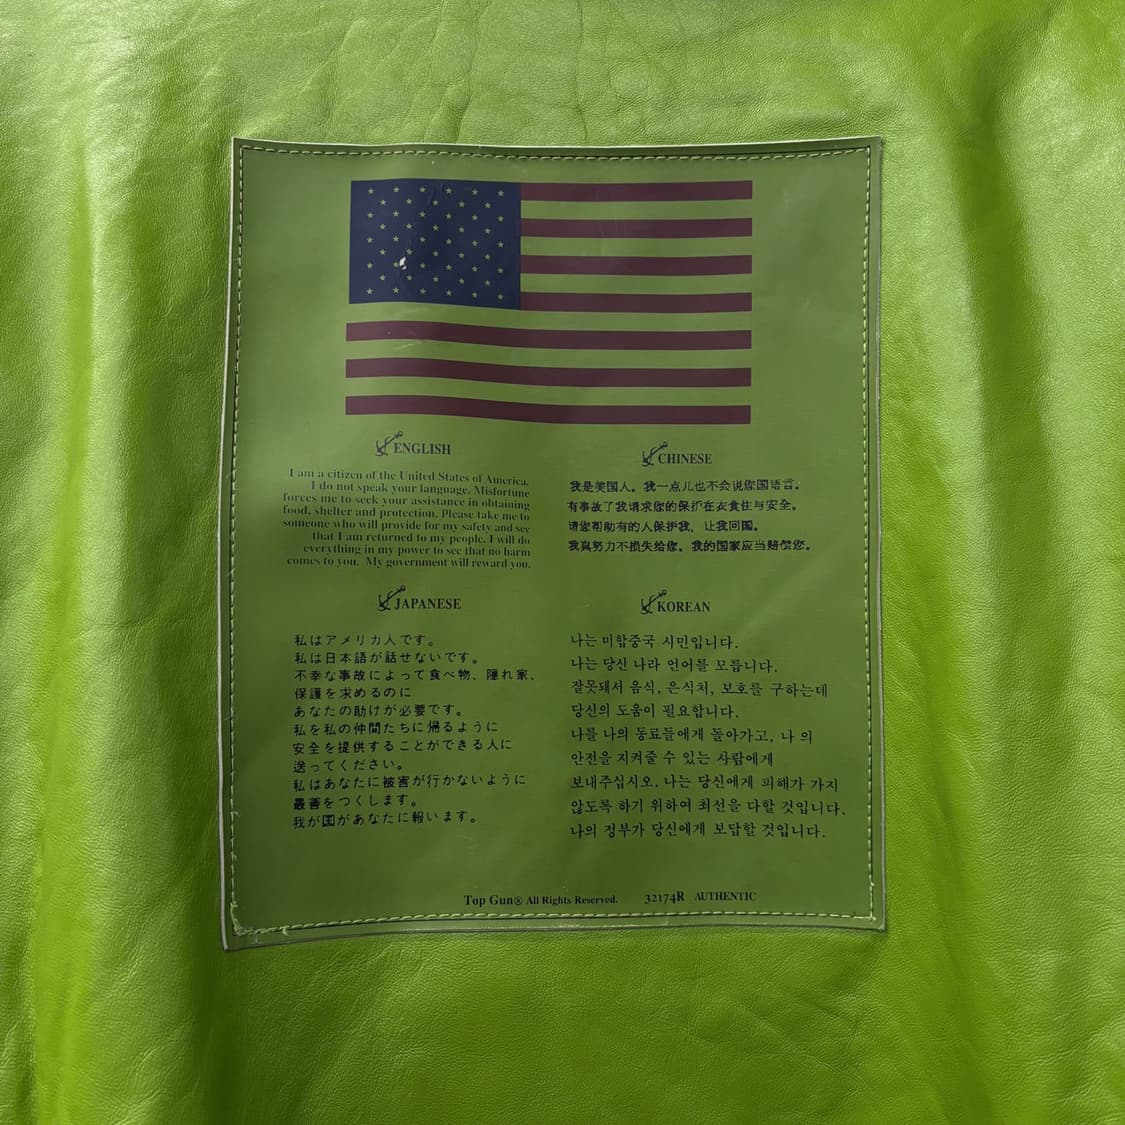 ENGLISH
I am a citizen of the United States of America.
I do not speak your language. Misfortune
forces me to seek your assistance in obtaining
food, shelter and protection. Please take me to
someone who will provide for my safety and see
that I am returned to my people. I will do
everything in my power to see that no harm
comes to you. My government will reward you.
CHINESE
我是美国人。我一点儿也不会说您国语言。
有事故了我请求您的保护在衣食住与安全。
请您帮助有的人保护我，让我回国。
我真努力不损失给您。我的国家应当赔偿您。
JAPANESE
私はアメリカ人です。
私は日本語が話せないです。
不幸な事故によって食べ物、隠れ家、
保護を求めるのに
あなたの助けが必要です。
私を私の仲間たちに帰るように
安全を提供することができる人に
送ってください。
私はあなたに被害が行かないように
最善をつくします。
我が国があなたに報います。
KOREAN
나는 미합중국 시민입니다.
나는 당신 나라 언어를 모릅니다.
잘못돼서 음식, 은식처, 보호를 구하는데
당신의 도움이 필요합니다.
나를 나의 동료들에게 돌아가고, 나 의
안전을 지켜줄 수 있는 사람에게
보내주십시오. 나는 당신에게 피해가 가지
않도록 하기 위하여 최선을 다할 것입니다.
나의 정부가 당신에게 보답할 것입니다.
Top Gun® All Rights Reserved. 32174R AUTHENTIC